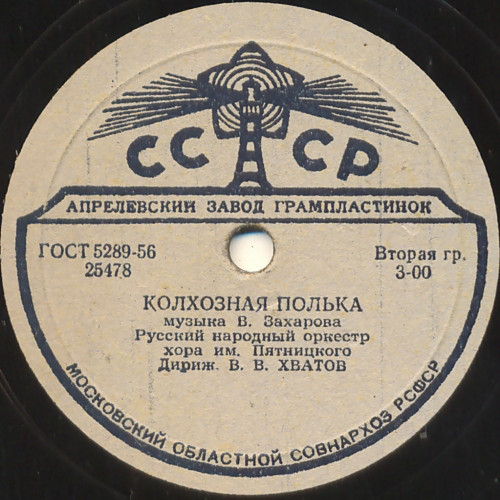 СССР
АПРЕЛЕВСКИЙ ЗАВОД ГРАМПЛАСТИНОК
ГОСТ 5289-56
25478
Вторая гр.
3-00
КОЛХОЗНАЯ ПОЛЬКА
музыка В. Захарова
Русский народный оркестр
хора им. Пятницкого
Дириж. В. В. ХВАТОВ
МОСКОВСКИЙ ОБЛАСТНОЙ СОВНАРХОЗ РСФСР